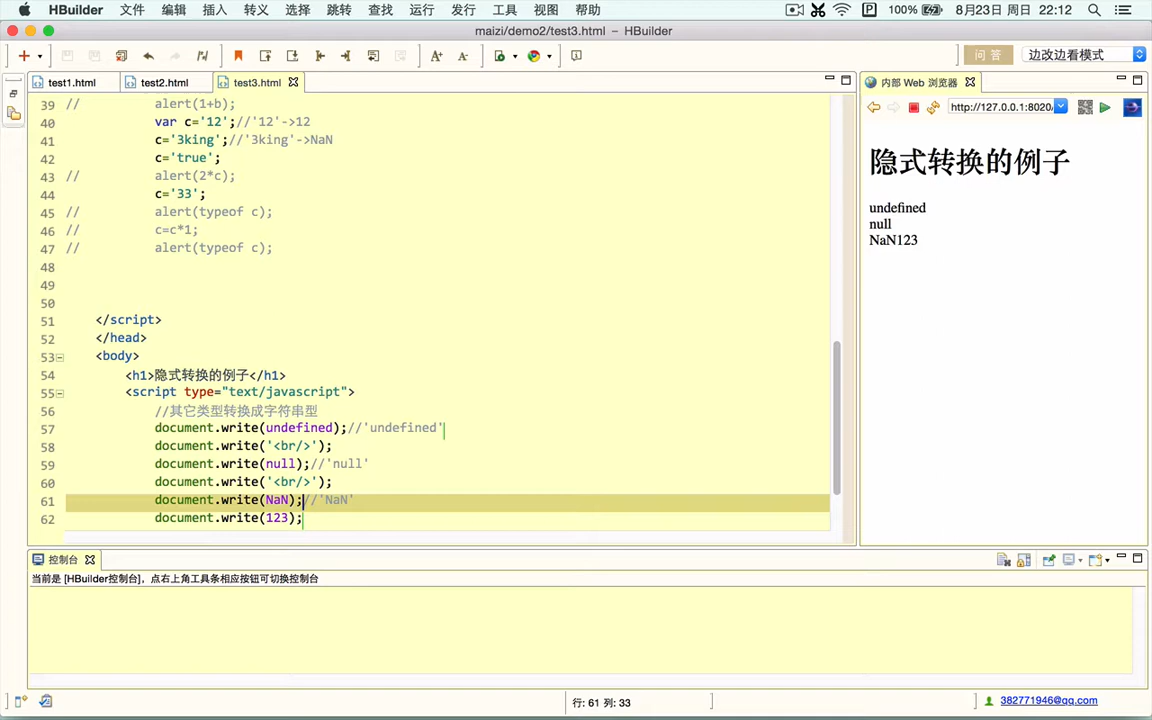 HBuilder 文件 编辑 插入 转义 选择 跳转 查找 运行 发行 工具 视图 帮助 100% 8月23日 周日 22:12
maizi/demo2/test3.html – HBuilder
问 答 边改边看模式
test1.html test2.html test3.html 内部 Web 浏览器
http://127.0.0.1:8020/
39 // alert(1+b);
40 var c='12';//'12'->12
41 c='3king';//'3king'->NaN
42 c='true';
43 // alert(2*c);
44 c='33';
45 // alert(typeof c);
46 // c=c*1;
47 // alert(typeof c);
48
49
50
51 </script>
52 </head>
53 <body>
54 <h1>隐式转换的例子</h1>
55 <script type="text/javascript">
56 //其它类型转换成字符串型
57 document.write(undefined);//'undefined'
58 document.write('<br/>');
59 document.write(null);//'null'
60 document.write('<br/>');
61 document.write(NaN);//'NaN'
62 document.write(123);
隐式转换的例子
undefined
null
NaN123
控制台
当前是 [HBuilder控制台]，点右上角工具条相应按钮可切换控制台
行: 61 列: 33
382771946@qq.com